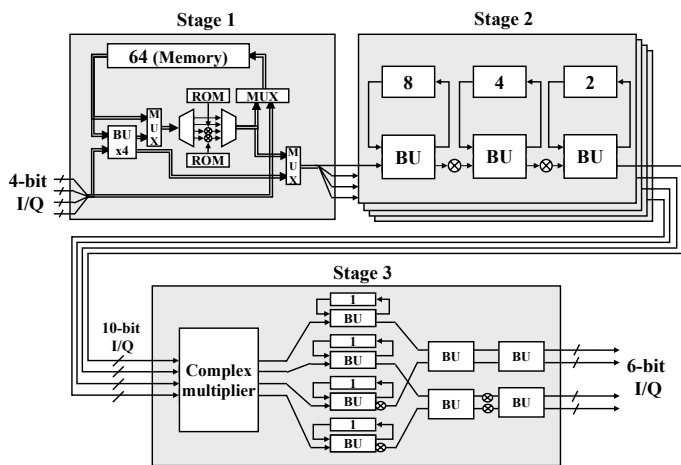 Stage 1
Stage 2
64 (Memory)
ROM
MUX
8
4
2
BU
x4
MUX
ROM
MUX
BU
BU
BU
4-bit
I/Q
Stage 3
10-bit
I/Q
Complex
multiplier
1
BU
1
BU
1
BU
1
BU
BU
BU
BU
BU
6-bit
I/Q